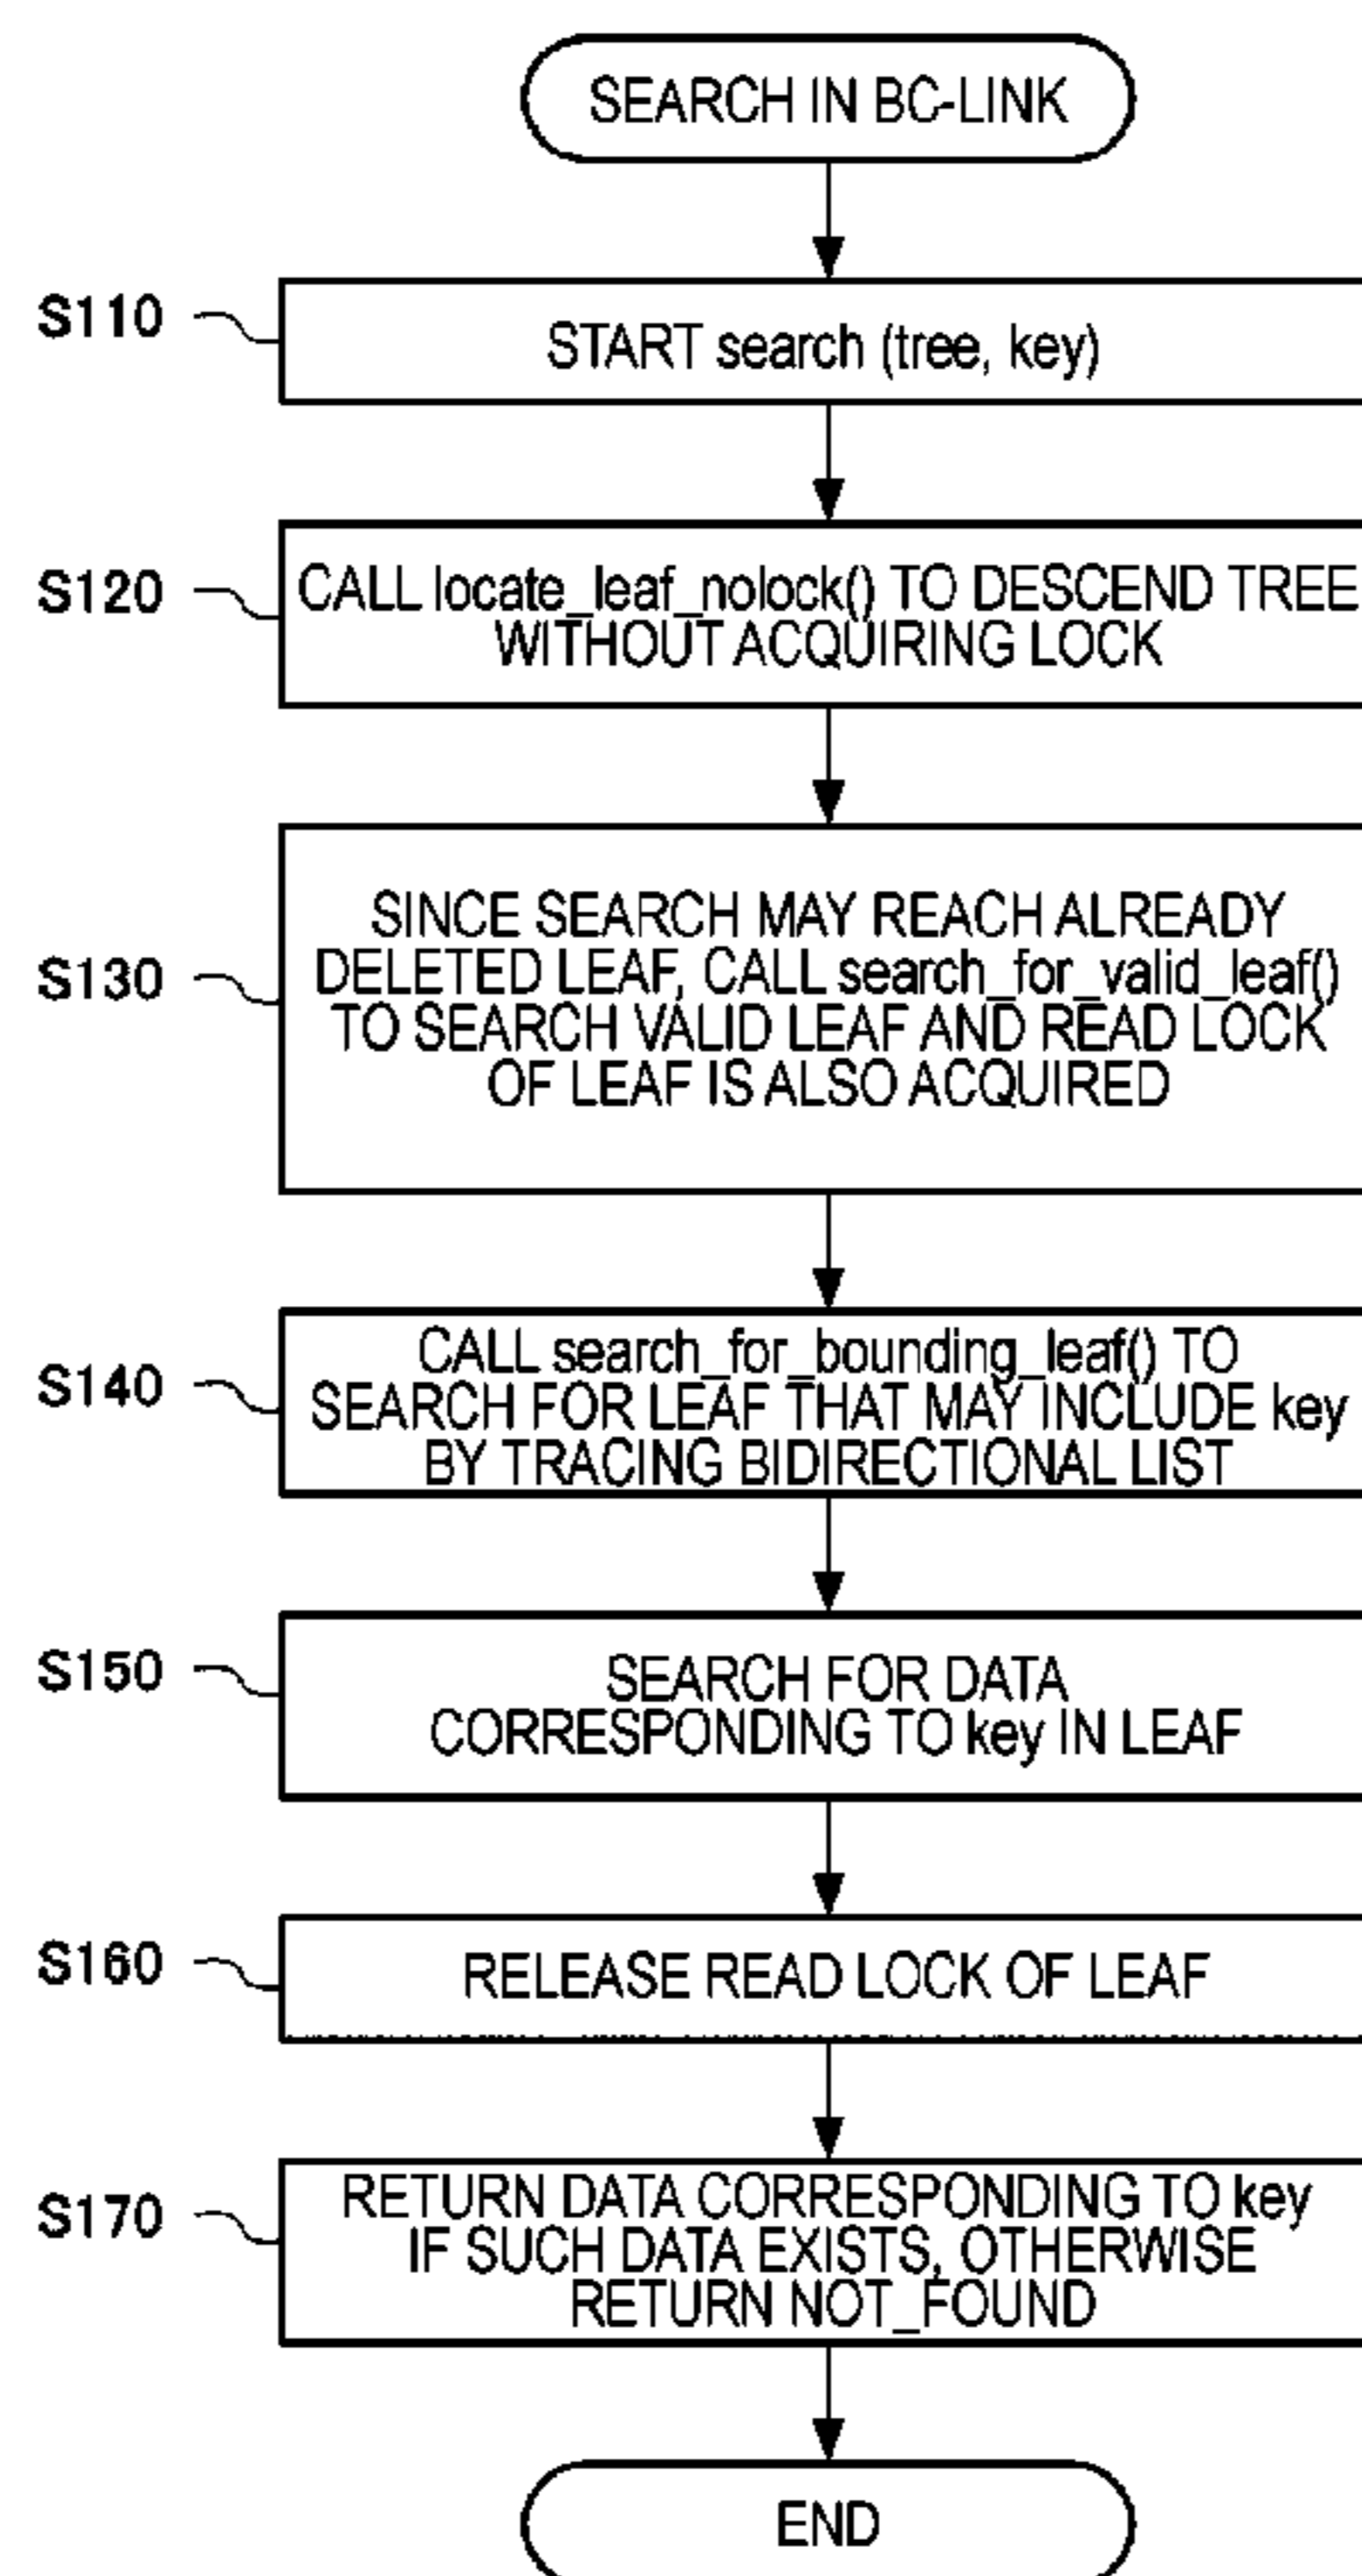 SEARCH IN BC-LINK
S110
START search (tree, key)
S120
CALL locate_leaf_nolock() TO DESCEND TREE
WITHOUT ACQUIRING LOCK
S130
SINCE SEARCH MAY REACH ALREADY
DELETED LEAF, CALL search_for_valid_leaf()
TO SEARCH VALID LEAF AND READ LOCK
OF LEAF IS ALSO ACQUIRED
S140
CALL search_for_bounding_leaf() TO
SEARCH FOR LEAF THAT MAY INCLUDE key
BY TRACING BIDIRECTIONAL LIST
S150
SEARCH FOR DATA
CORRESPONDING TO key IN LEAF
S160
RELEASE READ LOCK OF LEAF
S170
RETURN DATA CORRESPONDING TO key
IF SUCH DATA EXISTS, OTHERWISE
RETURN NOT_FOUND
END